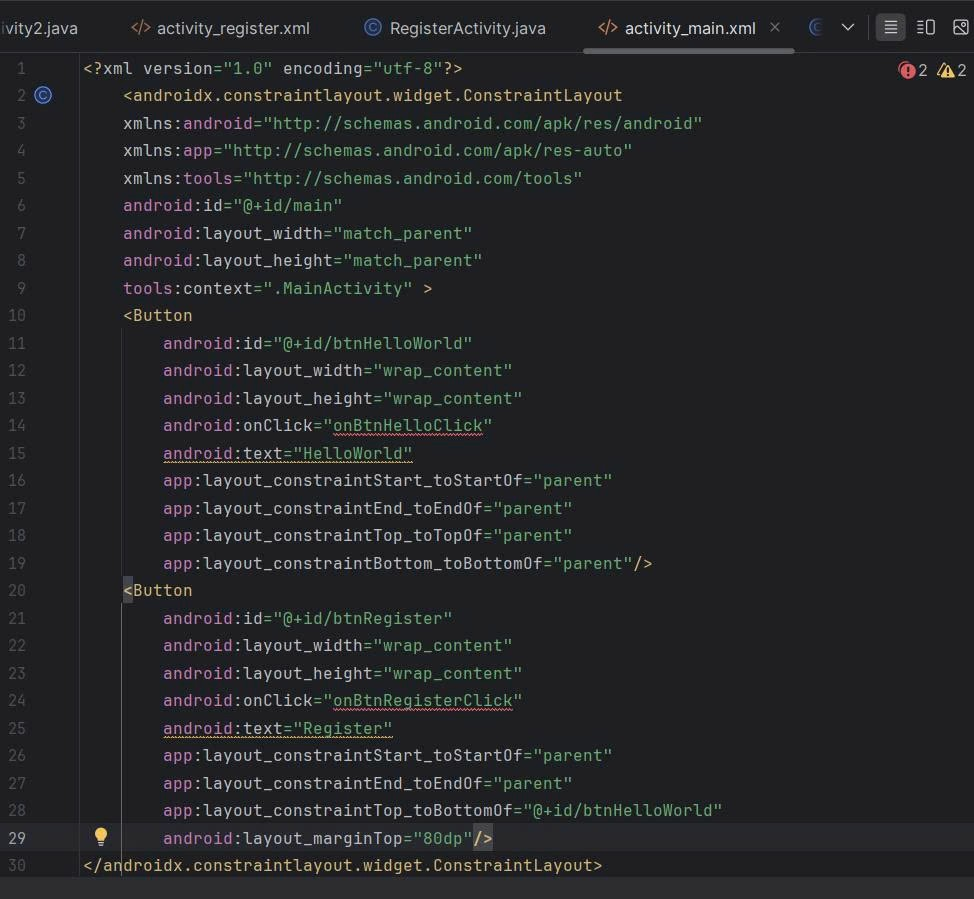 ivity2.java </> activity_register.xml C RegisterActivity.java </> activity_main.xml ×
2 2
1 <?xml version="1.0" encoding="utf-8"?>
2 <androidx.constraintlayout.widget.ConstraintLayout
3 xmlns:android="http://schemas.android.com/apk/res/android"
4 xmlns:app="http://schemas.android.com/apk/res-auto"
5 xmlns:tools="http://schemas.android.com/tools"
6 android:id="@+id/main"
7 android:layout_width="match_parent"
8 android:layout_height="match_parent"
9 tools:context=".MainActivity" >
10 <Button
11 android:id="@+id/btnHelloWorld"
12 android:layout_width="wrap_content"
13 android:layout_height="wrap_content"
14 android:onClick="onBtnHelloClick"
15 android:text="HelloWorld"
16 app:layout_constraintStart_toStartOf="parent"
17 app:layout_constraintEnd_toEndOf="parent"
18 app:layout_constraintTop_toTopOf="parent"
19 app:layout_constraintBottom_toBottomOf="parent"/>
20 <Button
21 android:id="@+id/btnRegister"
22 android:layout_width="wrap_content"
23 android:layout_height="wrap_content"
24 android:onClick="onBtnRegisterClick"
25 android:text="Register"
26 app:layout_constraintStart_toStartOf="parent"
27 app:layout_constraintEnd_toEndOf="parent"
28 app:layout_constraintTop_toBottomOf="@+id/btnHelloWorld"
29 android:layout_marginTop="80dp"/>
30 </androidx.constraintlayout.widget.ConstraintLayout>